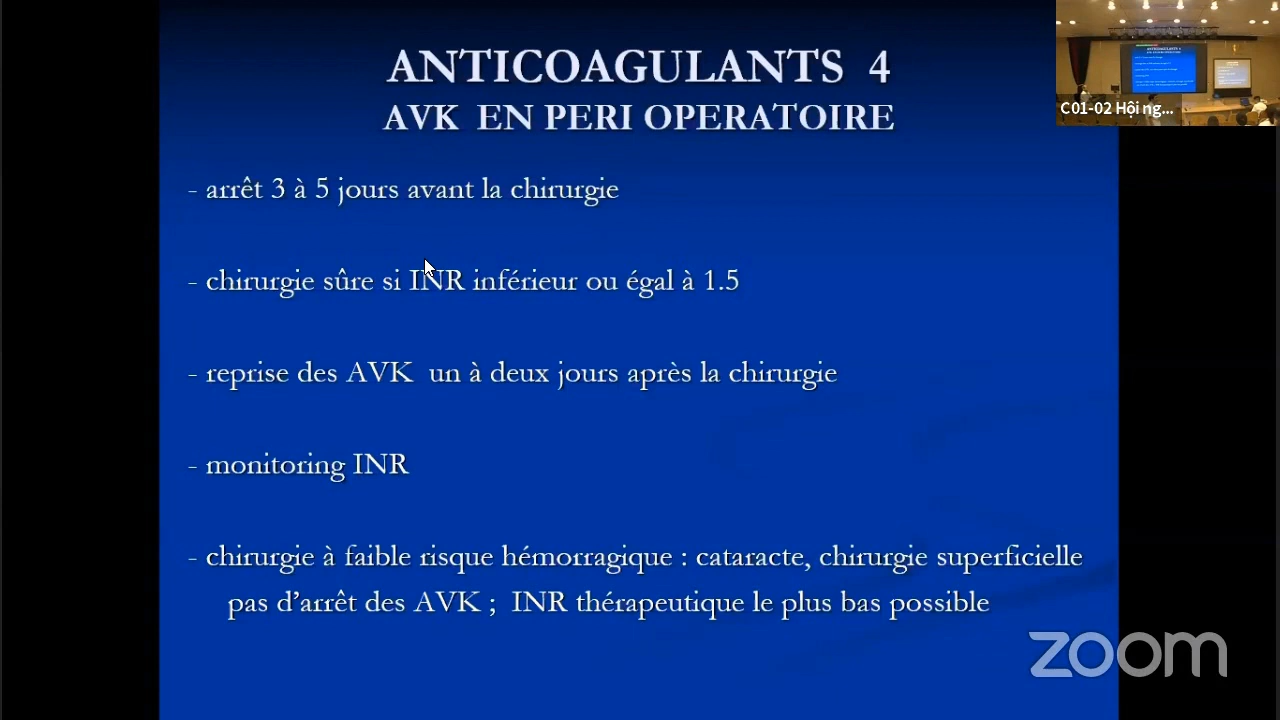 ANTICOAGULANTS 4
AVK EN PERI OPERATOIRE
- arrêt 3 à 5 jours avant la chirurgie
- chirurgie sûre si INR inférieur ou égal à 1.5
- reprise des AVK un à deux jours après la chirurgie
- monitoring INR
- chirurgie à faible risque hémorragique : cataracte, chirurgie superficielle
pas d'arrêt des AVK ; INR thérapeutique le plus bas possible
C01-02 Hội ng...
zoom